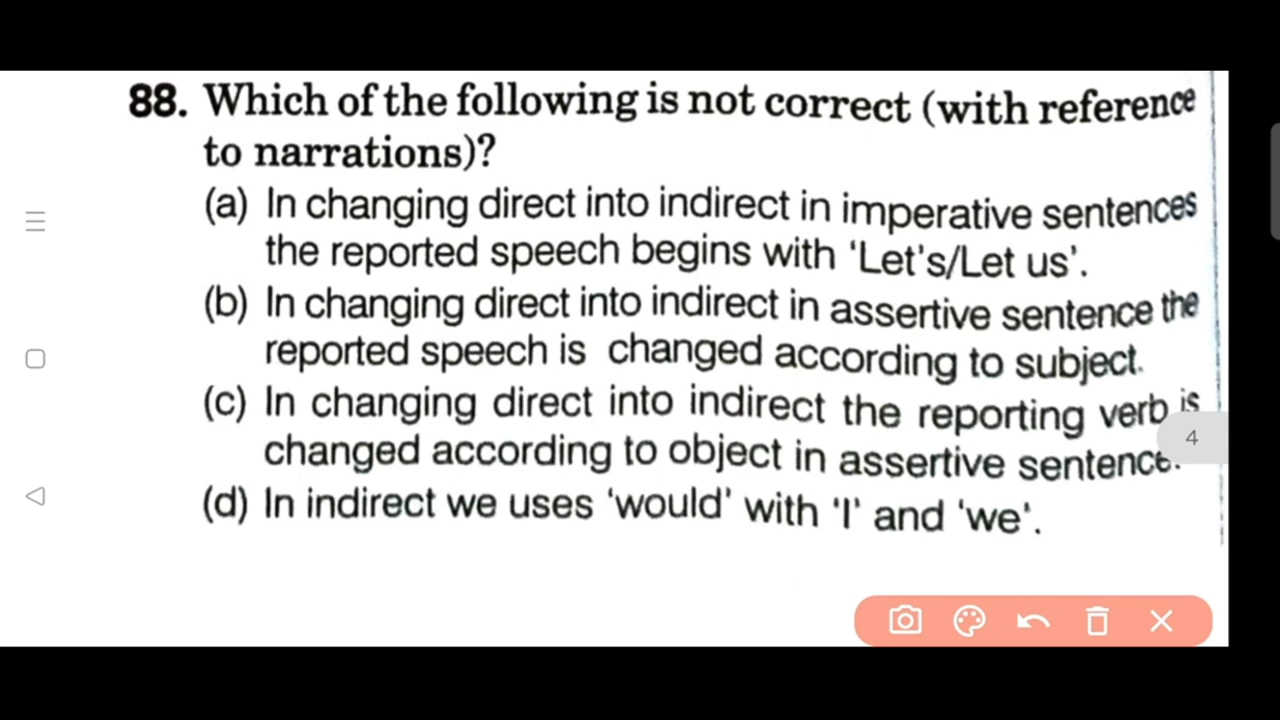 88. Which of the following is not correct (with reference
to narrations)?
(a) In changing direct into indirect in imperative sentences
the reported speech begins with 'Let's/Let us'.
(b) In changing direct into indirect in assertive sentence the
reported speech is changed according to subject.
(c) In changing direct into indirect the reporting verb is
changed according to object in assertive sentence.
4
(d) In indirect we uses 'would' with 'I' and 'we'.